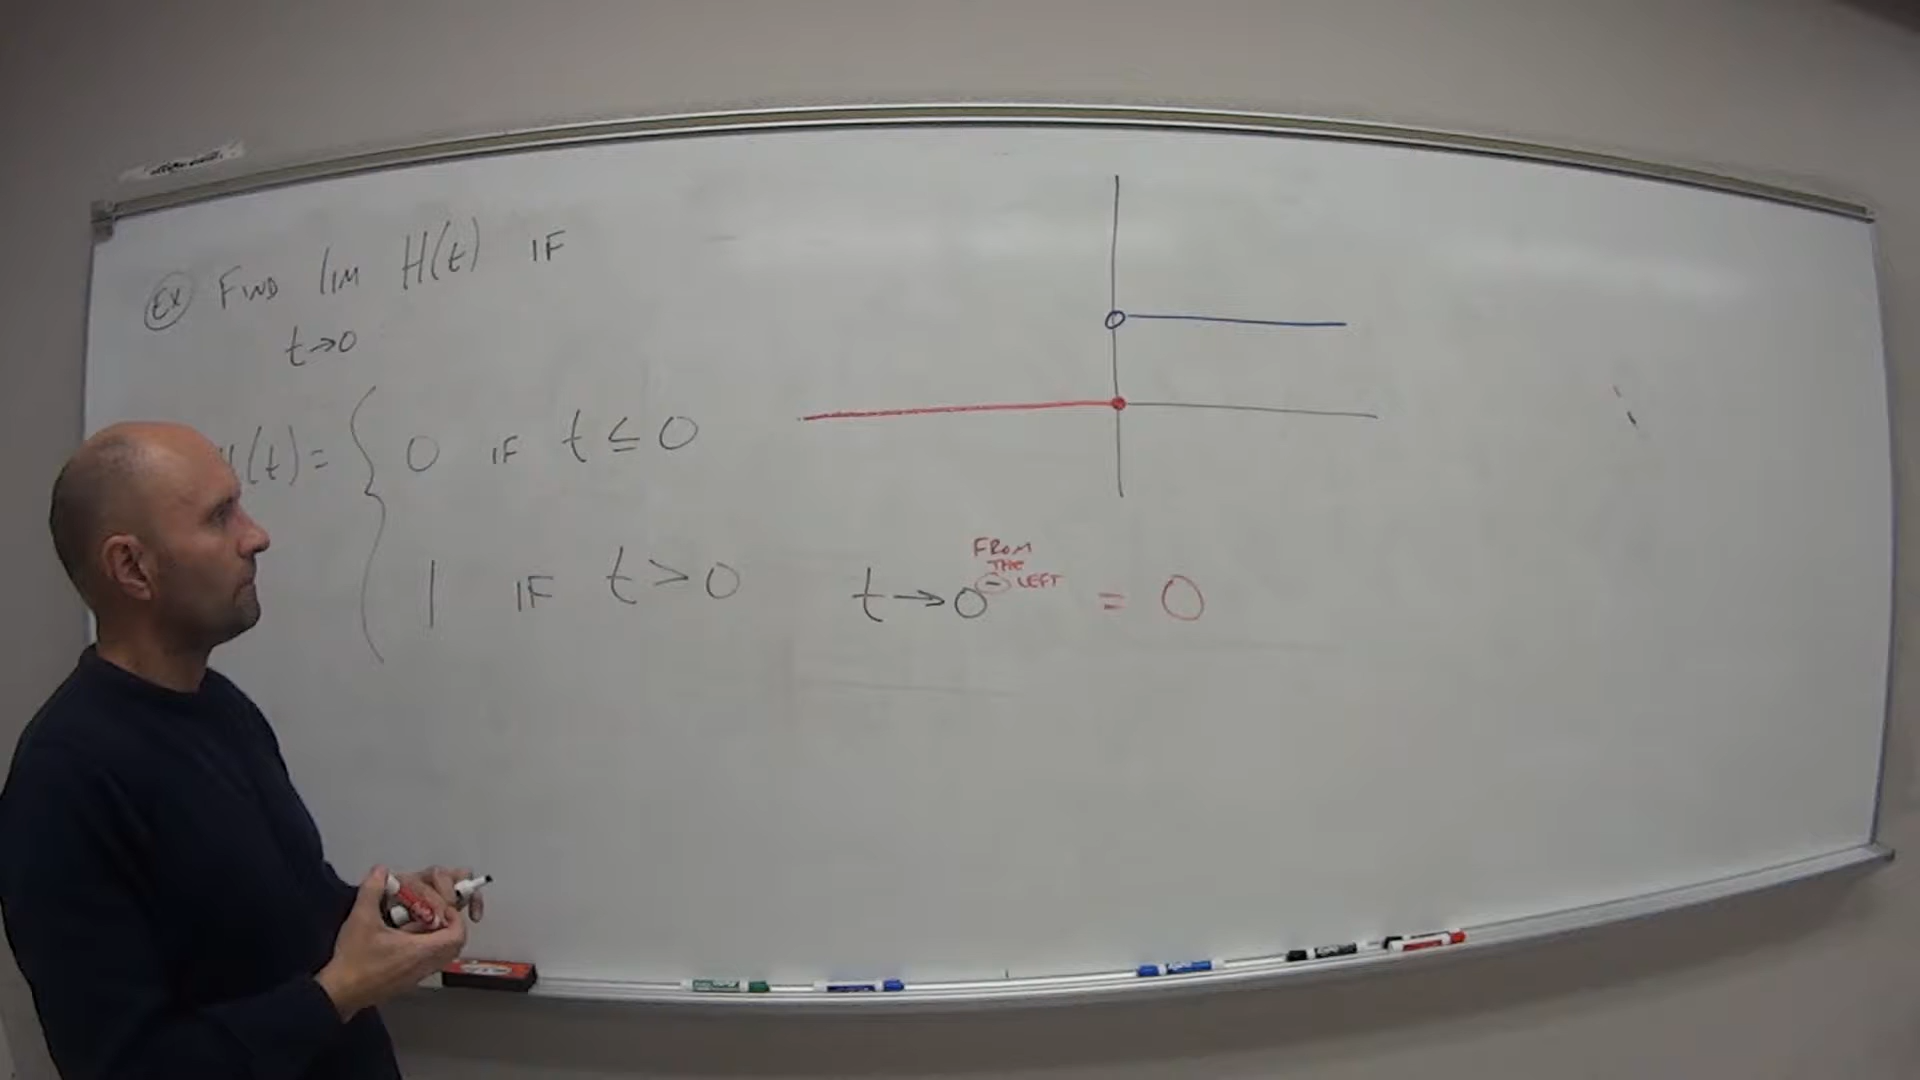 EX FIND lim H(t) IF
t→0
(t) = { 0 IF t ≤ 0
1 IF t > 0
FROM
THE
LEFT
t→0⁻ = 0